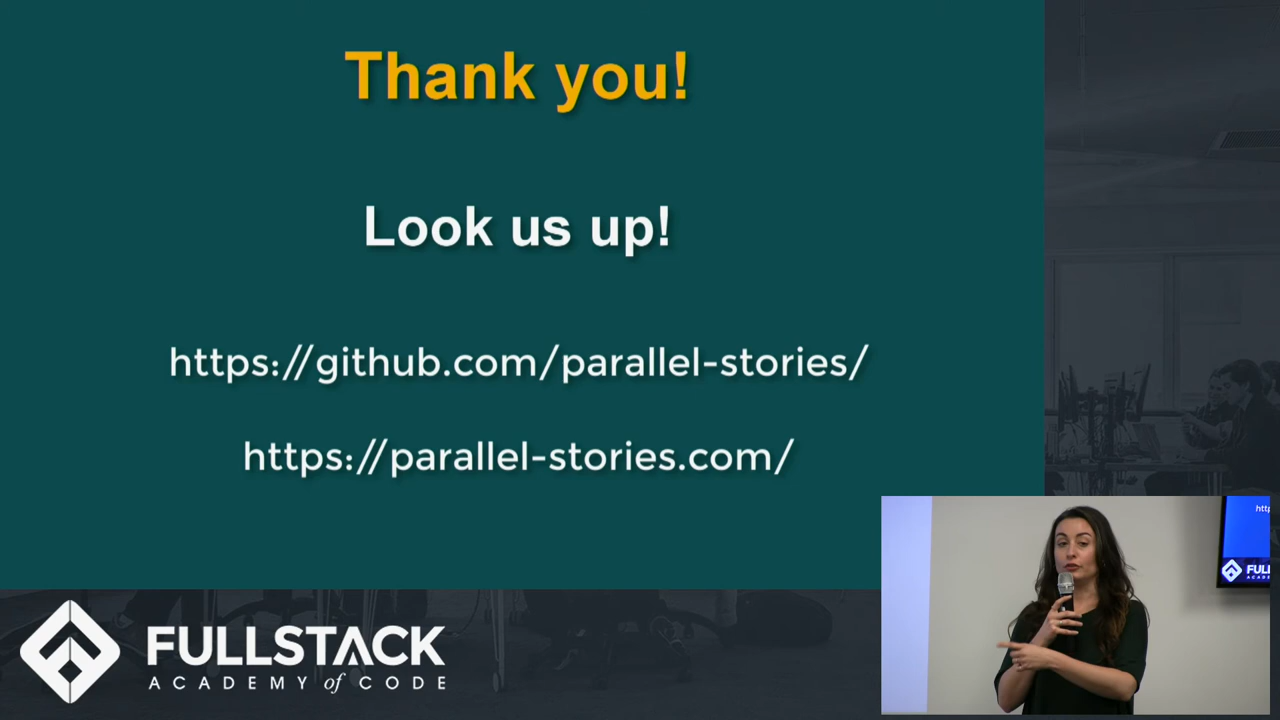 Thank you!
Look us up!
https://github.com/parallel-stories/
https://parallel-stories.com/
FULLSTACK
ACADEMY of CODE